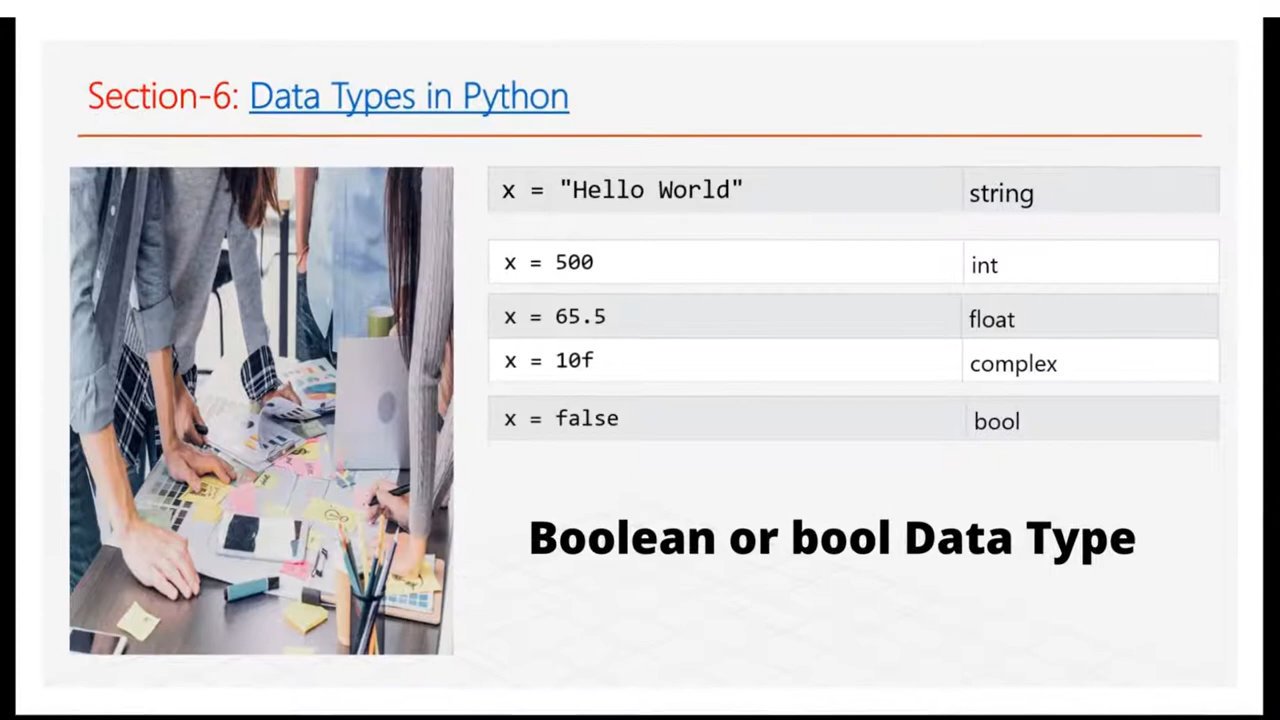 Section-6: Data Types in Python
x = "Hello World" string
x = 500 int
x = 65.5 float
x = 10f complex
x = false bool
Boolean or bool Data Type